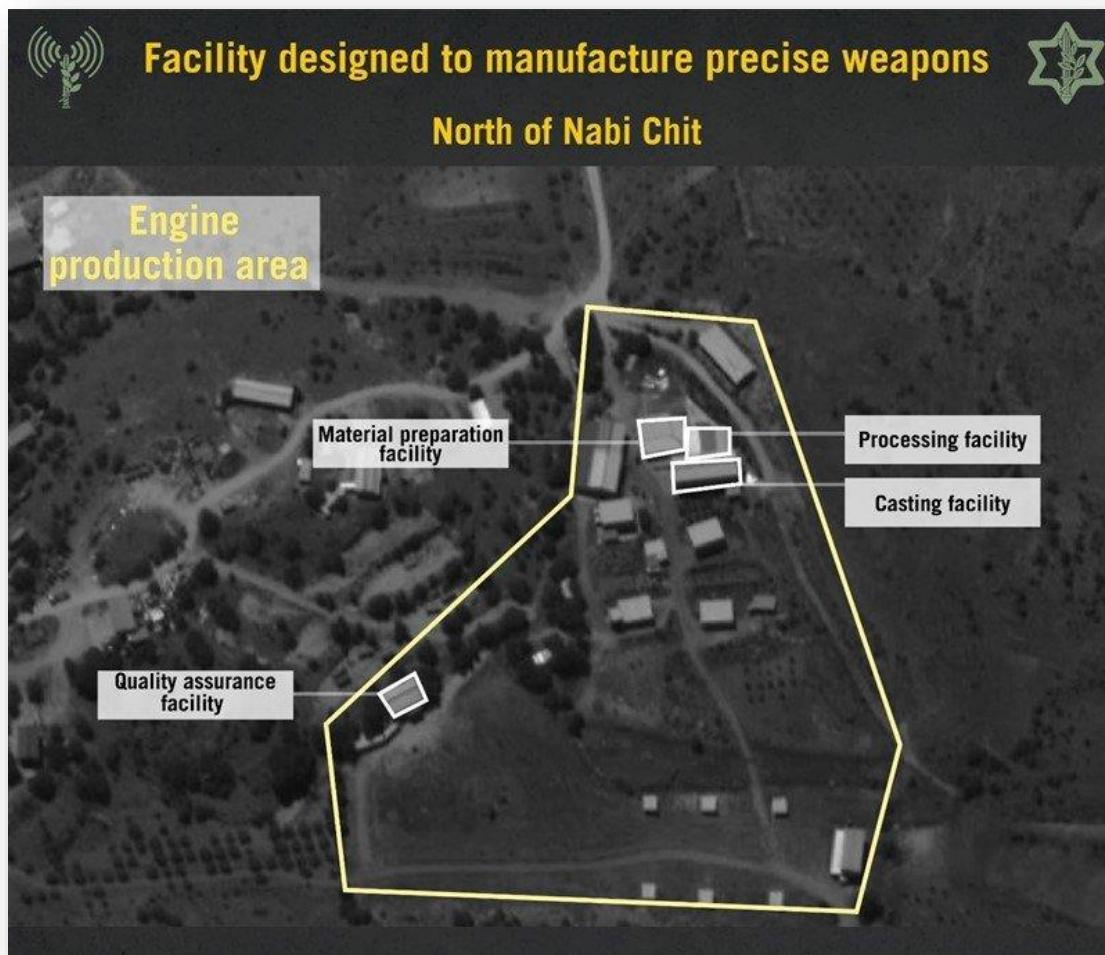 Facility designed to manufacture precise weapons
North of Nabi Chit
Engine
production area
Material preparation
facility
Processing facility
Casting facility
Quality assurance
facility